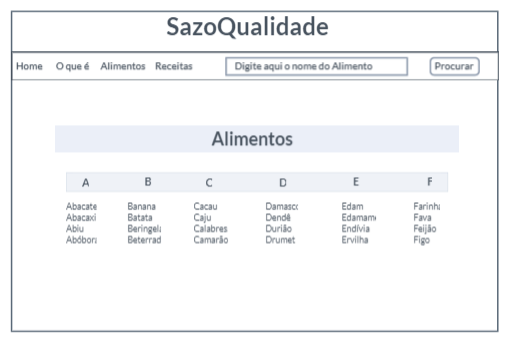 SazoQualidade
Home O que é Alimentos Receitas Digite aqui o nome do Alimento Procurar
Alimentos
A B C D E F
Abacate Banana Cacau Damasc Edam Farinh
Abacaxi Batata Caju Dendê Edamam Fava
Abiu Beringel Calabres Durião Endívia Feijão
Abóbor Beterrad Camarão Drumet Ervilha Figo